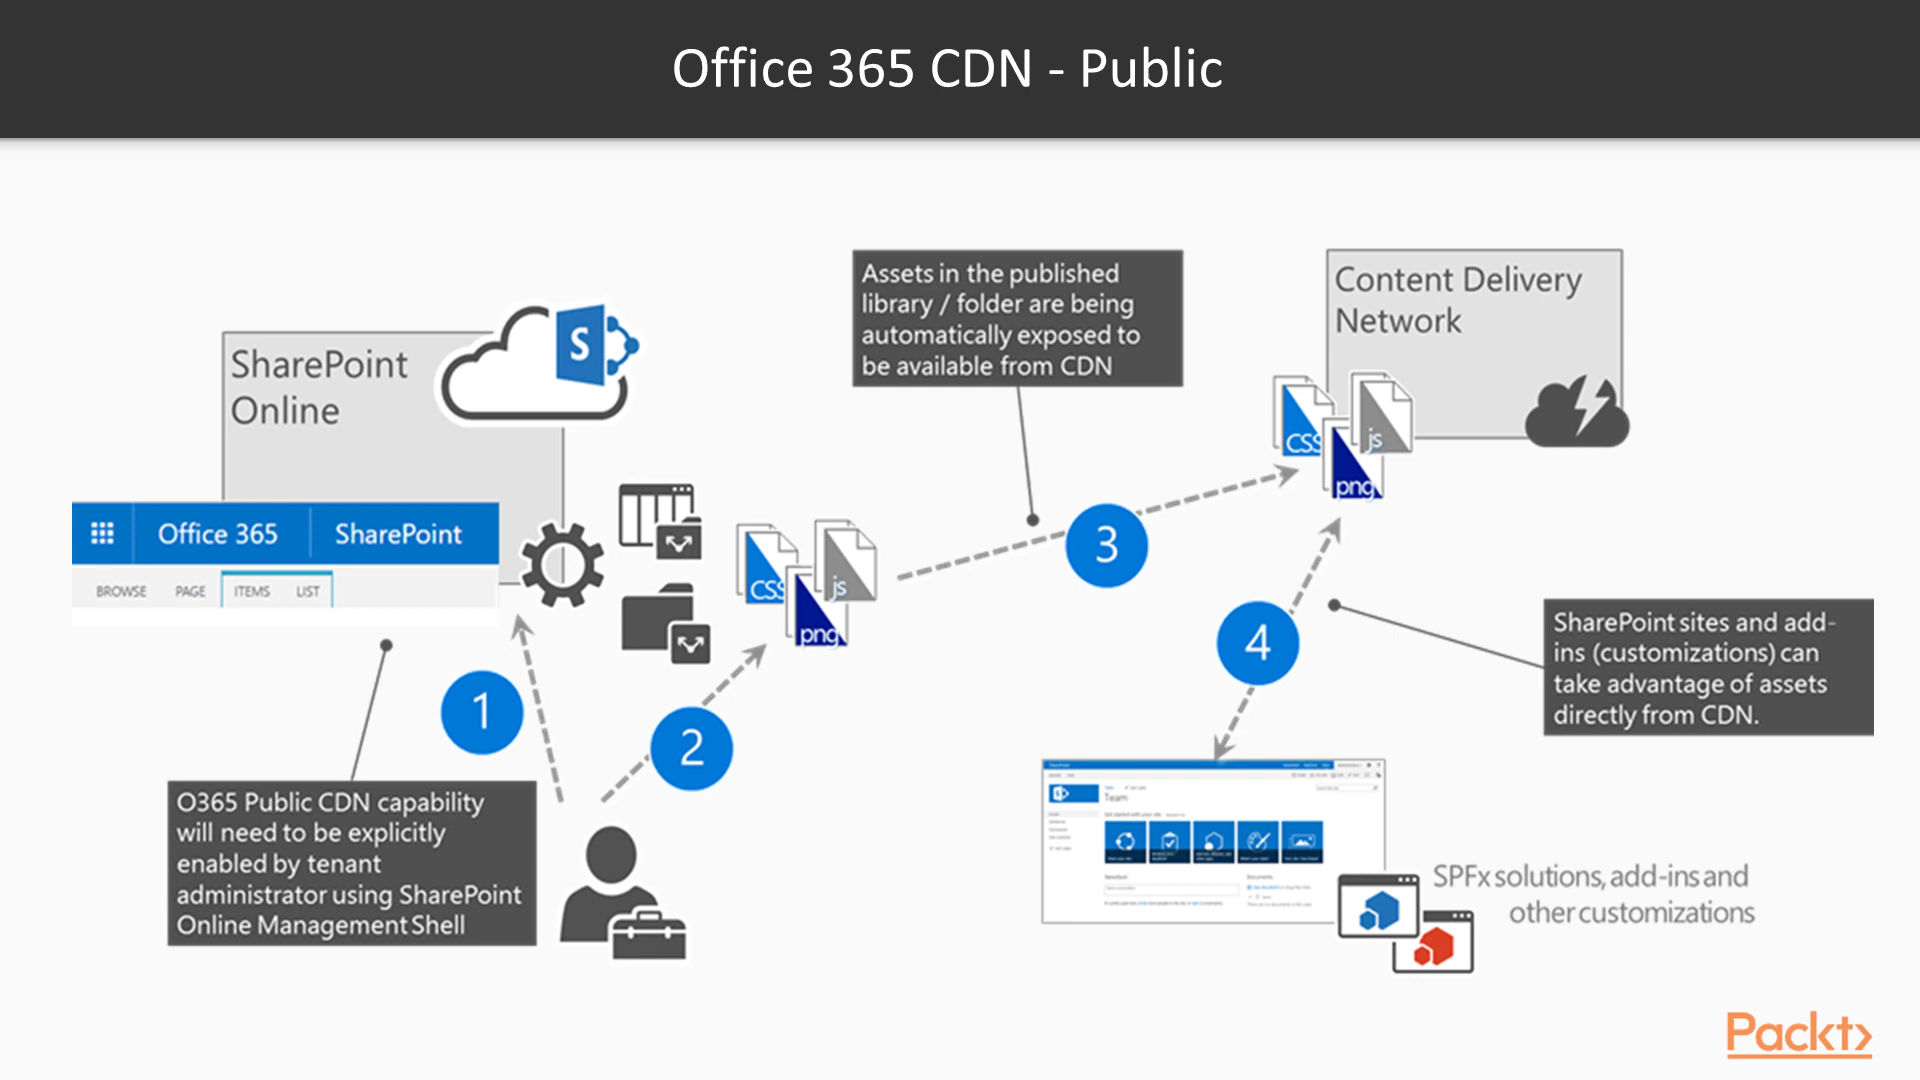 Office 365 CDN - Public
Assets in the published
library / folder are being
automatically exposed to
be available from CDN
Content Delivery
Network
SharePoint
Online
S
CSS
js
png
Office 365
SharePoint
BROWSE
PAGE
ITEMS
LIST
CSS
js
png
3
4
SharePoint sites and add-
ins (customizations) can
take advantage of assets
directly from CDN.
1
2
O365 Public CDN capability
will need to be explicitly
enabled by tenant
administrator using SharePoint
Online Management Shell
Team
SPFx solutions, add-ins and
other customizations
Packt